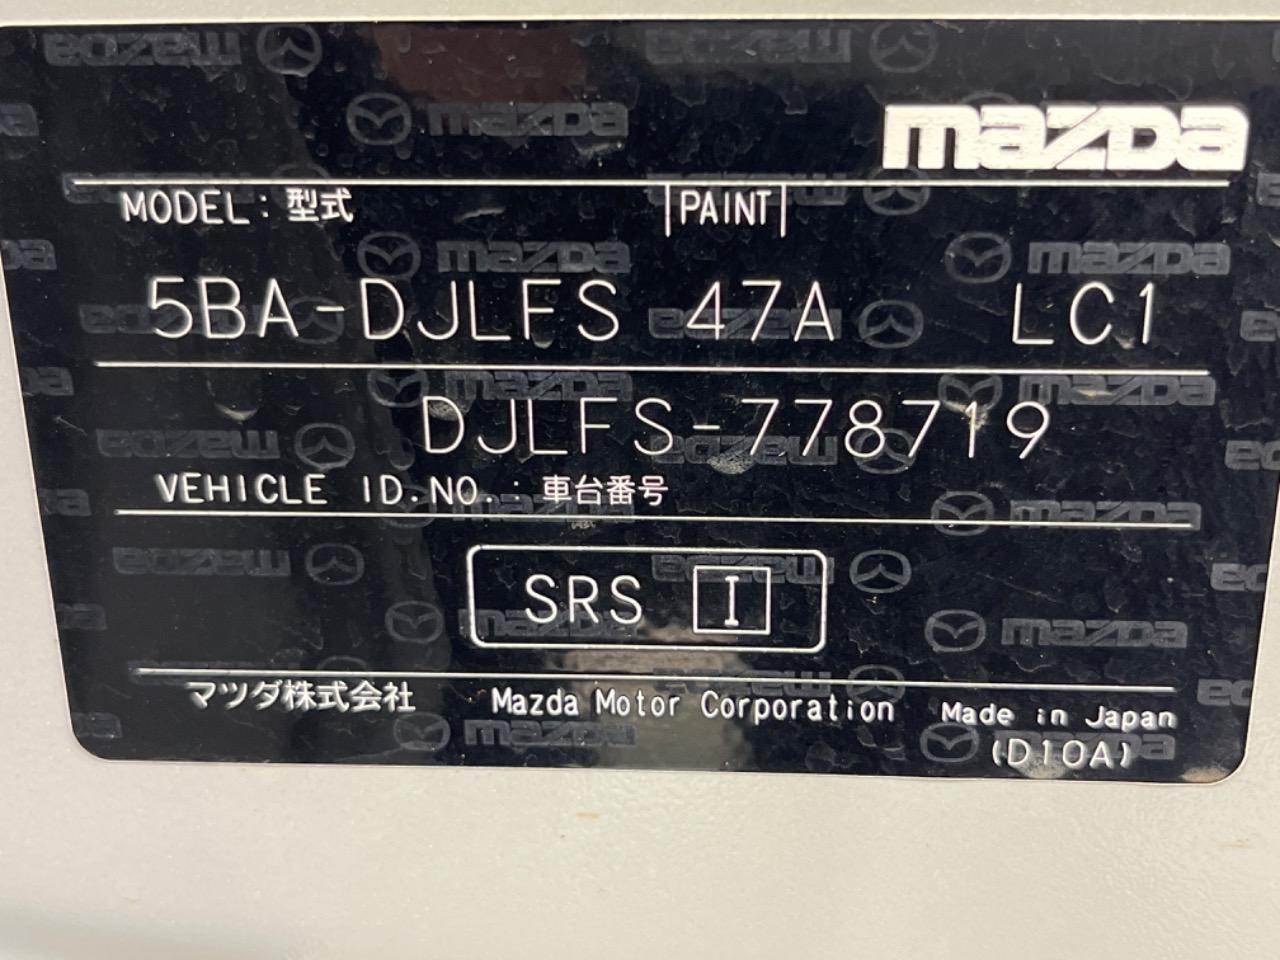 mazda
MODEL: 型式 PAINT
5BA-DJLFS 47A LC1
DJLFS-778719
VEHICLE ID.NO.: 車台番号
SRS I
マツダ株式会社 Mazda Motor Corporation Made in Japan
(D10A)